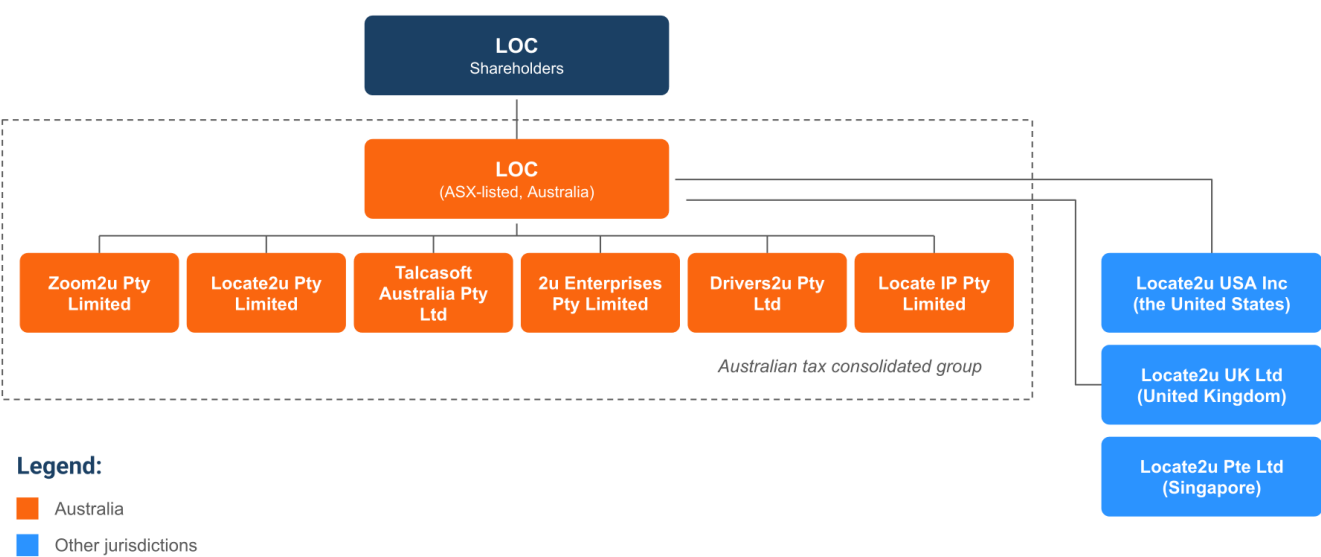 LOC
Shareholders
LOC
(ASX-listed, Australia)
Zoom2u Pty
Limited
Locate2u Pty
Limited
Talcasoft
Australia Pty
Ltd
2u Enterprises
Pty Limited
Drivers2u Pty
Ltd
Locate IP Pty
Limited
Locate2u USA Inc
(the United States)
Australian tax consolidated group
Locate2u UK Ltd
(United Kingdom)
Locate2u Pte Ltd
(Singapore)
Legend:
Australia
Other jurisdictions